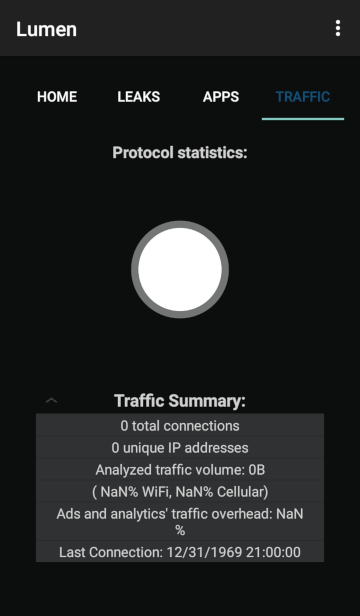 Lumen
HOME
LEAKS
APPS
TRAFFIC
Protocol statistics:
Traffic Summary:
0 total connections
0 unique IP addresses
Analyzed traffic volume: 0B
( NaN% WiFi, NaN% Cellular)
Ads and analytics' traffic overhead: NaN
%
Last Connection: 12/31/1969 21:00:00